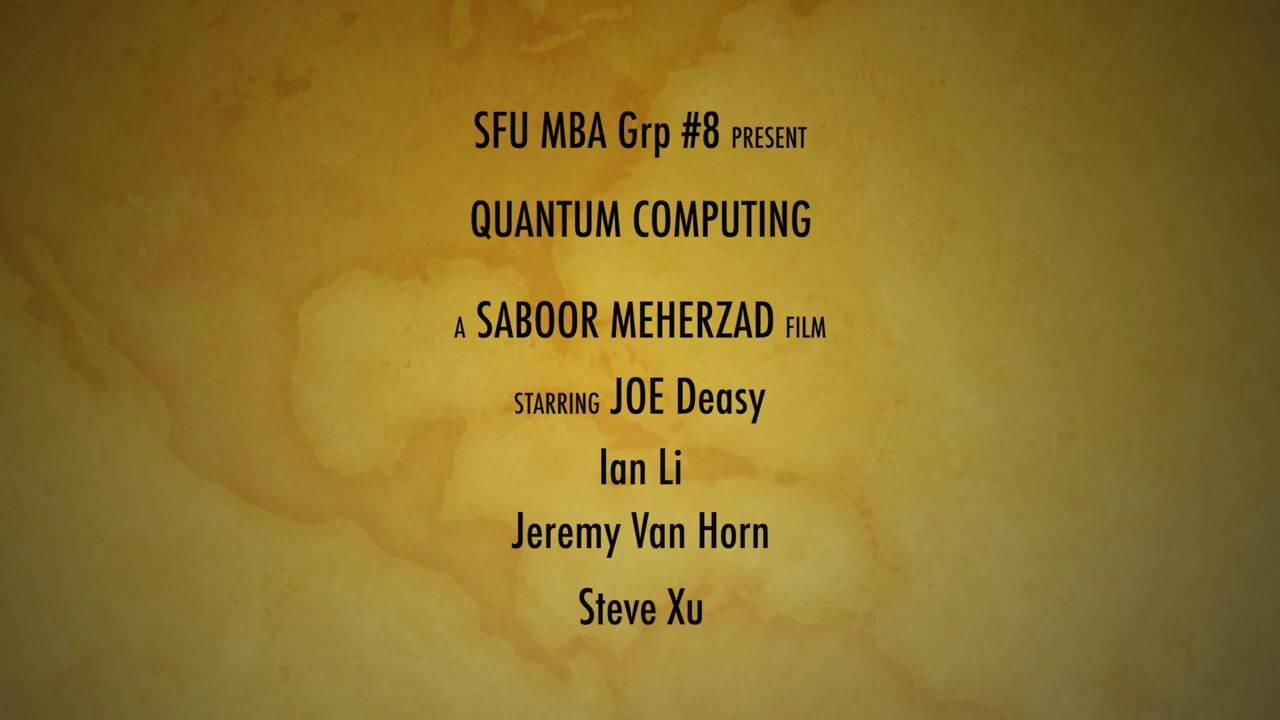 SFU MBA Grp #8 PRESENT
QUANTUM COMPUTING
A SABOOR MEHERZAD FILM
STARRING JOE Deasy
Ian Li
Jeremy Van Horn
Steve Xu